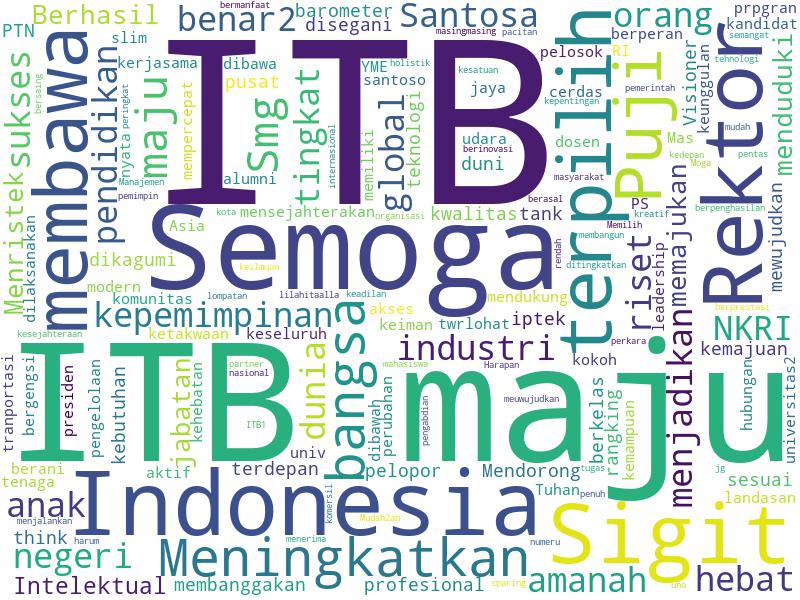 Berhasil
bermanfaat
barometer
Santosa
orang
prpgran
PTN
benar2
disegani
masingmasing
pacitan
berperan
kandidat
slim
kerjasama
dibawa
YME
holistik
pelosok
RI
semangat
ITB
kesatuan
cerdas
pemerintah
teknologi
membawa
sukses
pendidikan
bersaing
nyata
peringkat
maju
mempercepat
pusat
Smg
tingkat
santoso
jaya
kepentingan
terpilih
Puji
Visioner
keunggulan
Rektor
menduduki
internasional
memiliki
global
teknologi
udara
berinovasi
dosen
Mas
mudah
kedepan
pentas
Manajemen
alumni
duni
masyarakat
Moga
pemimpin
kota
mensejahterakan
organisasi
kwalitas
tank
berasal
PS
kreatif
berpenghasilan
Menristek
dilaksanakan
Asia
Semoga
membangun
Memilih
memajukan
mewujudkan
dikagumi
keilmuan
rendah
ditingkatkan
riset
leadership
modern
komunitas
lompatan
lilahitaalla
keadilan
akses
mendukung
berprestasi
kepemimpinan
keiman
twrlohat
iptek
NKRI
kesejahteraan
ketakwaan
keseluruh
bangsa
industri
kokoh
perkara
menjadikan
kemajuan
tranportasi
bergengsi
presiden
pengelolaan
kebutuhan
ITB
jabatan
kehebatan
partner
nasional
dunia
mahasiswa
Harapan
maju
dibawah
perubahan
pengabdian
meuwujudkan
berkelas
rangking
kemampuan
hubungan
universitas2
ITB1
univ
berani
tenaga
aktif
terdepan
pelopor
Mendorong
tugas
jg
sesuai
anak
Indonesia
komersil
Tuhan
penuh
landasan
menjalankan
Mudah2an
think
harum
menerima
numeru
Sigit
negeri
Meningkatkan
Intelektual
membanggakan
profesional
sparing
amanah
uno
hebat